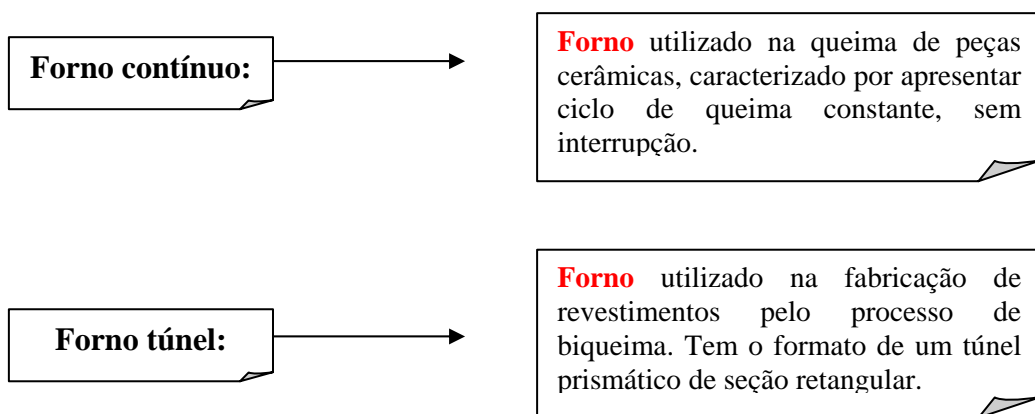 Forno contínuo:
Forno utilizado na queima de peças
cerâmicas, caracterizado por apresentar
ciclo de queima constante, sem
interrupção.
Forno túnel:
Forno utilizado na fabricação de
revestimentos pelo processo de
biqueima. Tem o formato de um túnel
prismático de seção retangular.